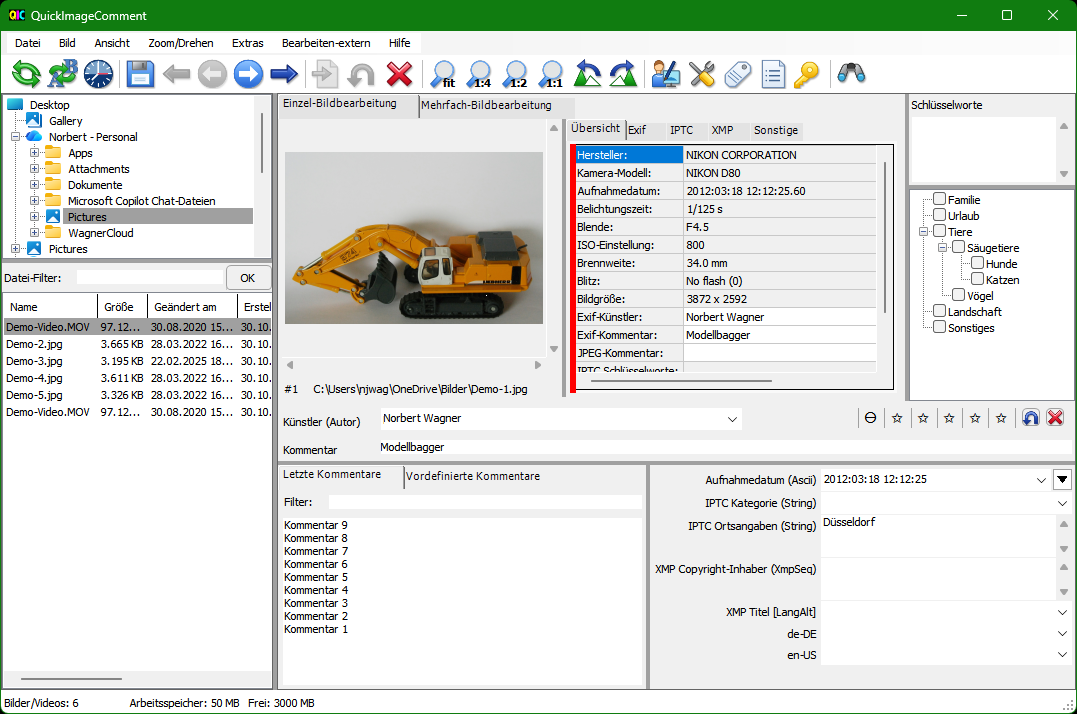 QIC QuickImageComment
Datei Bild Ansicht Zoom/Drehen Extras Bearbeiten-extern Hilfe
fit 1:4 1:2 1:1
Desktop
Gallery
Norbert - Personal
Apps
Attachments
Dokumente
Microsoft Copilot Chat-Dateien
Pictures
WagnerCloud
Pictures
Datei-Filter: OK
Name Größe Geändert am Erstel
Demo-Video.MOV 97.12... 30.08.2020 15... 30.10.
Demo-2.jpg 3.665 KB 28.03.2022 16... 30.10.
Demo-3.jpg 3.195 KB 22.02.2025 18... 30.10.
Demo-4.jpg 3.611 KB 28.03.2022 16... 30.10.
Demo-5.jpg 3.326 KB 28.03.2022 16... 30.10.
Demo-Video.MOV 97.12... 30.08.2020 15... 30.10.
Einzel-Bildbearbeitung Mehrfach-Bildbearbeitung
974
LIEBHERR
#1 C:\Users\njwag\OneDrive\Bilder\Demo-1.jpg
Übersicht Exif IPTC XMP Sonstige
Hersteller: NIKON CORPORATION
Kamera-Modell: NIKON D80
Aufnahmedatum: 2012:03:18 12:12:25.60
Belichtungszeit: 1/125 s
Blende: F4.5
ISO-Einstellung: 800
Brennweite: 34.0 mm
Blitz: No flash (0)
Bildgröße: 3872 x 2592
Exif-Künstler: Norbert Wagner
Exif-Kommentar: Modellbagger
JPEG-Kommentar:
IPTC Schlüsselworte:
Schlüsselworte
Familie
Urlaub
Tiere
Säugetiere
Hunde
Katzen
Vögel
Landschaft
Sonstiges
Künstler (Autor) Norbert Wagner
Kommentar Modellbagger
Letzte Kommentare Vordefinierte Kommentare
Filter:
Kommentar 9
Kommentar 8
Kommentar 7
Kommentar 6
Kommentar 5
Kommentar 4
Kommentar 3
Kommentar 2
Kommentar 1
Aufnahmedatum (Ascii) 2012:03:18 12:12:25
IPTC Kategorie (String)
IPTC Ortsangaben (String) Düsseldorf
XMP Copyright-Inhaber (XmpSeq)
XMP Titel [LangAlt]
de-DE
en-US
Bilder/Videos: 6 Arbeitsspeicher: 50 MB Frei: 3000 MB